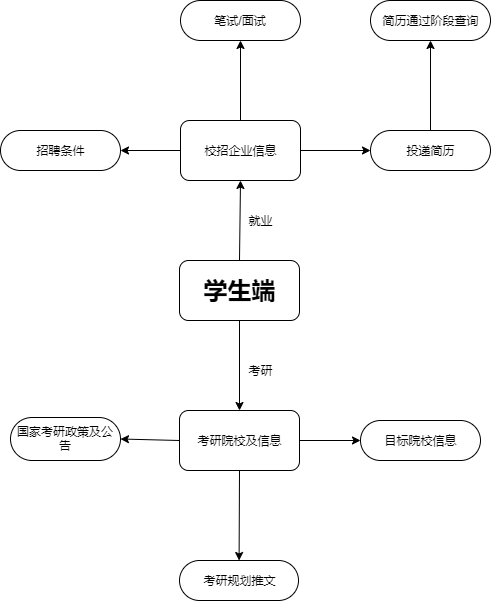 笔试/面试
简历通过阶段查询
招聘条件
校招企业信息
投递简历
就业
学生端
考研
国家考研政策及公
告
考研院校及信息
目标院校信息
考研规划推文